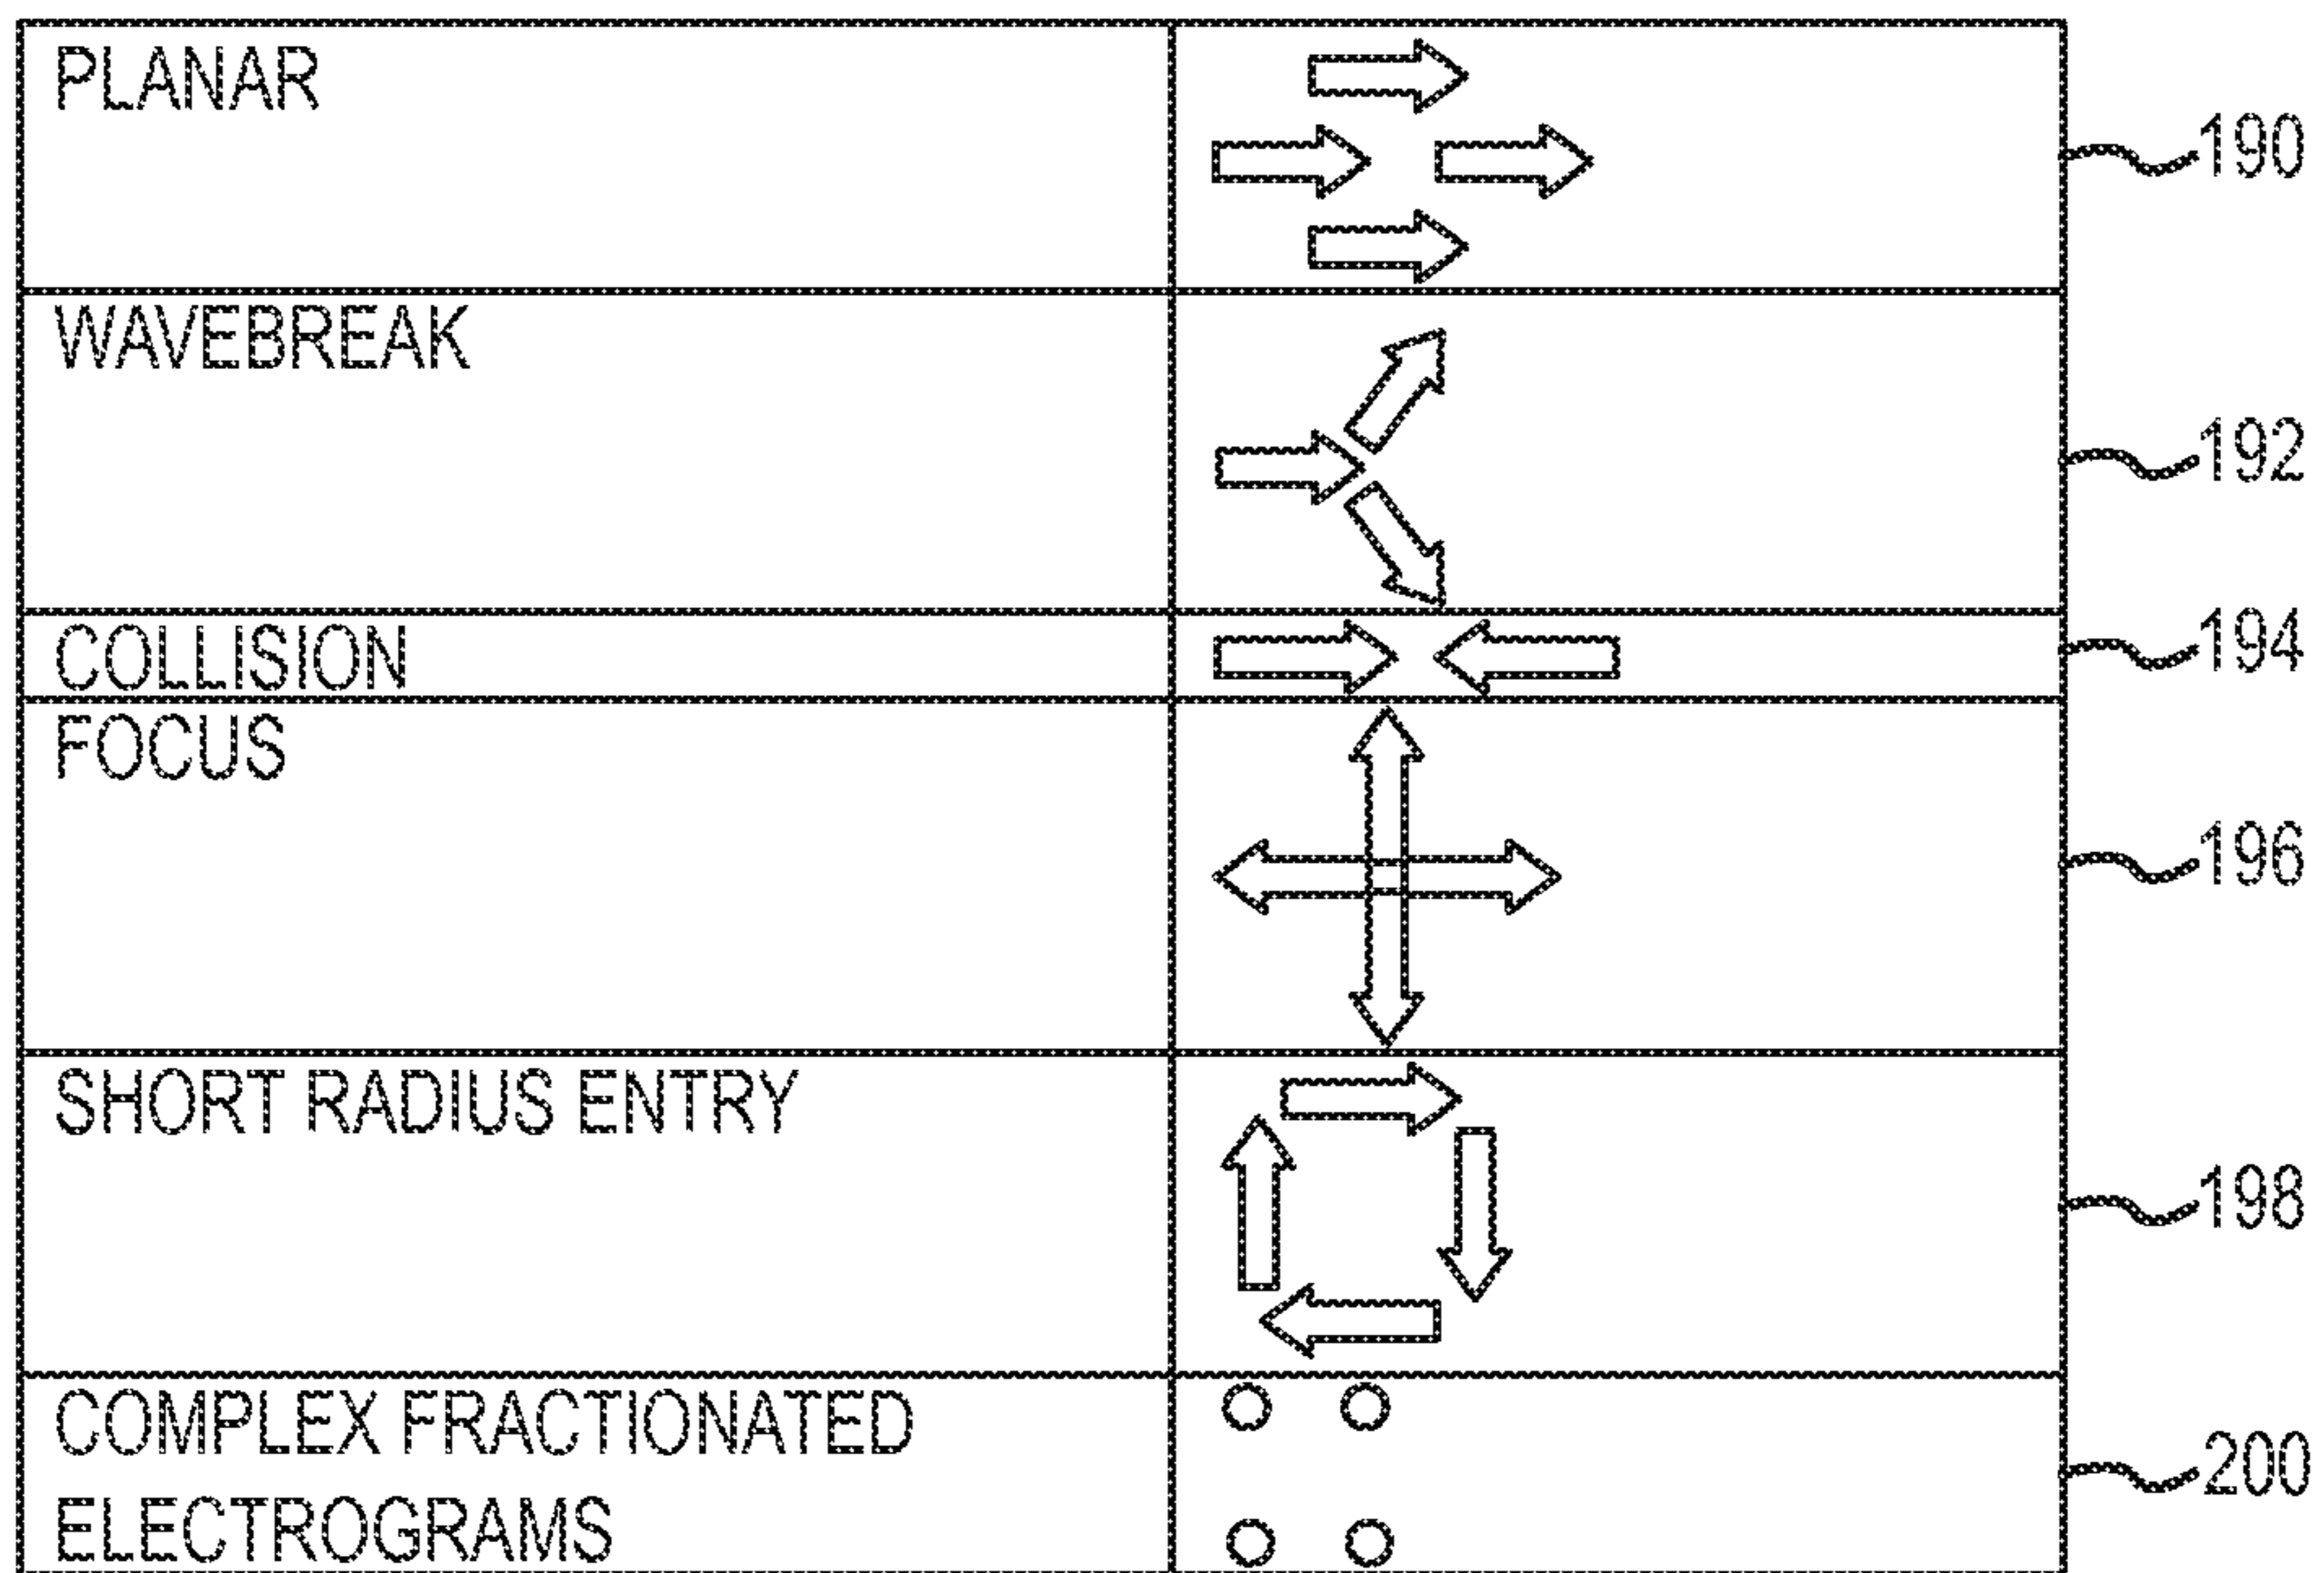 PLANAR
190
WAVEBREAK
192
COLLISION
194
FOCUS
196
SHORT RADIUS ENTRY
198
COMPLEX FRACTIONATED
ELECTROGRAMS
200